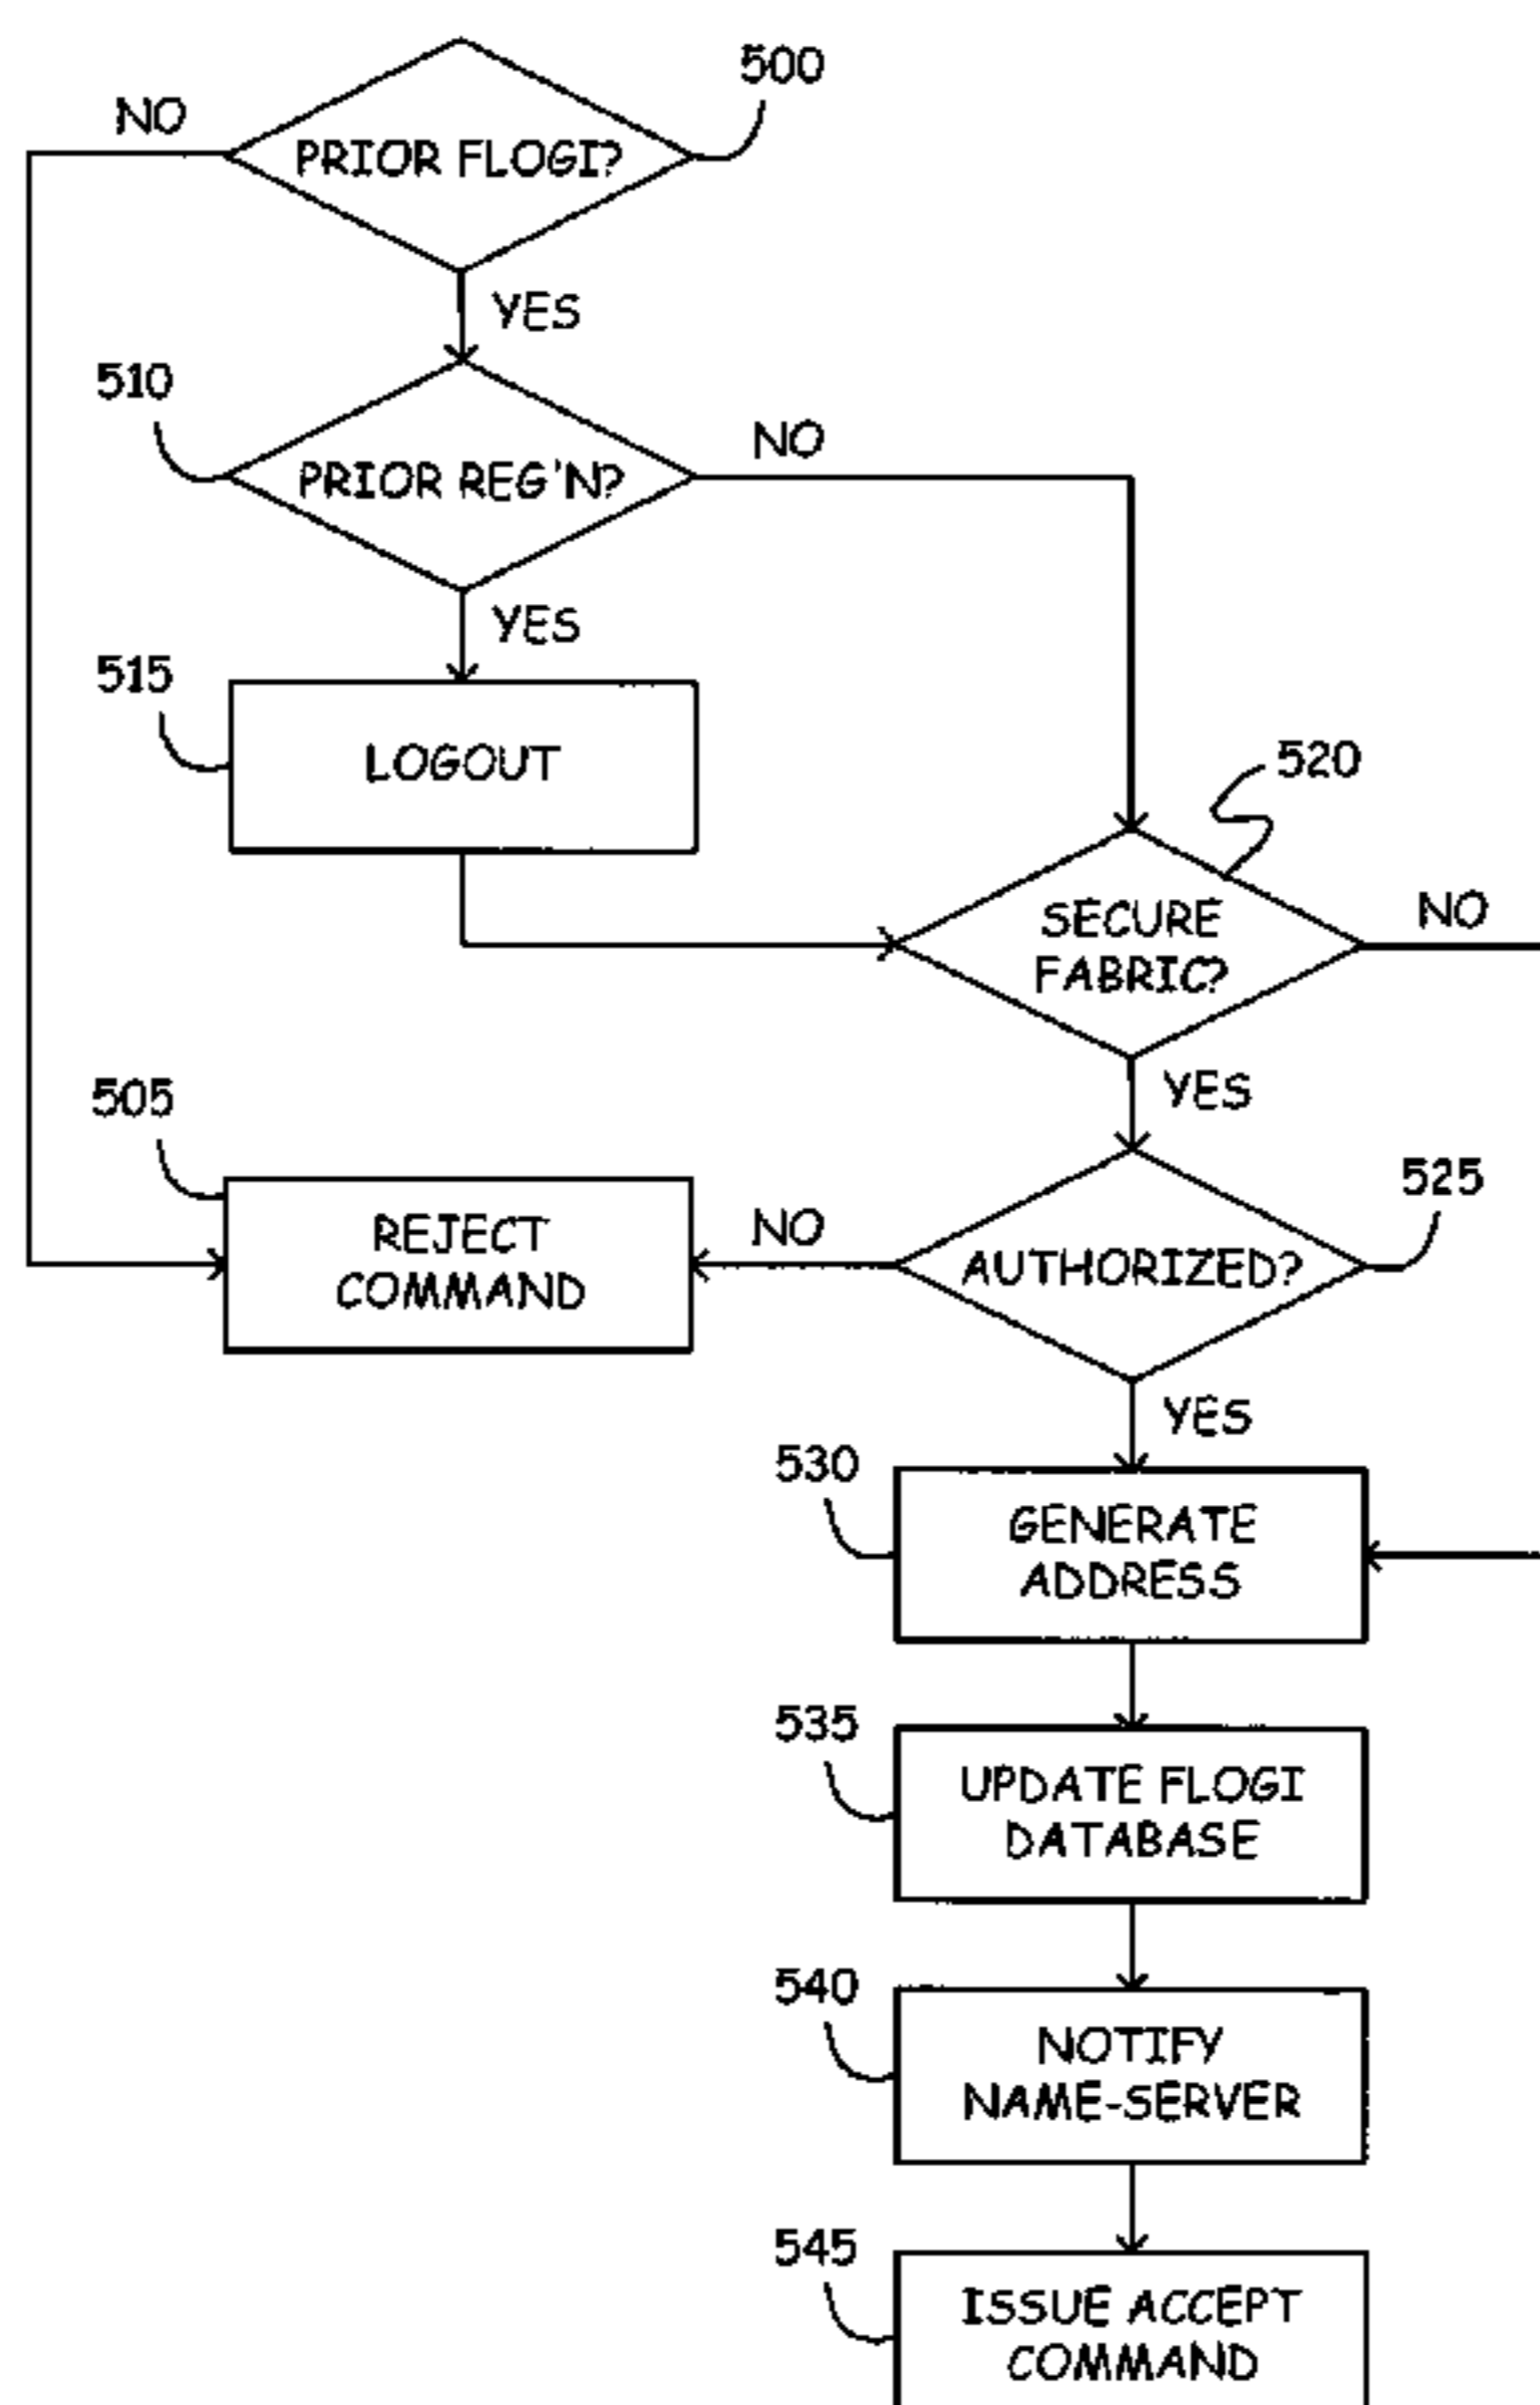 500
NO
PRIOR FLOGI?
YES
510
NO
PRIOR REG'N?
YES
515
LOGOUT
520
SECURE
FABRIC?
NO
YES
505
525
REJECT
COMMAND
NO
AUTHORIZED?
YES
530
GENERATE
ADDRESS
535
UPDATE FLOGI
DATABASE
540
NOTIFY
NAME-SERVER
545
ISSUE ACCEPT
COMMAND